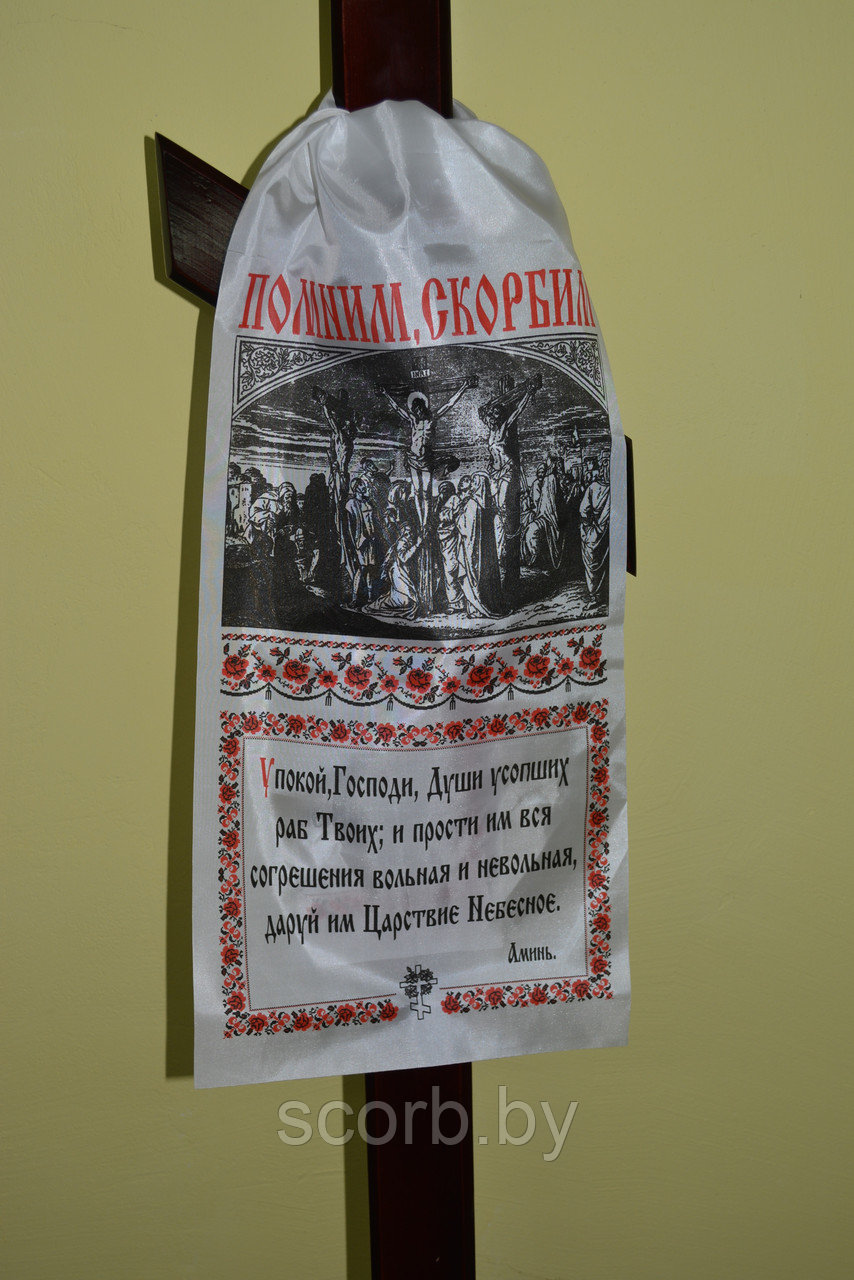 ПОМНИМ, СКОРБИМ
Упокой, Господи, Души усопших
раб Твоих; и прости им вся
согрешения вольная и невольная,
даруй им Царствие Небесное.
Аминь.
scorb.by